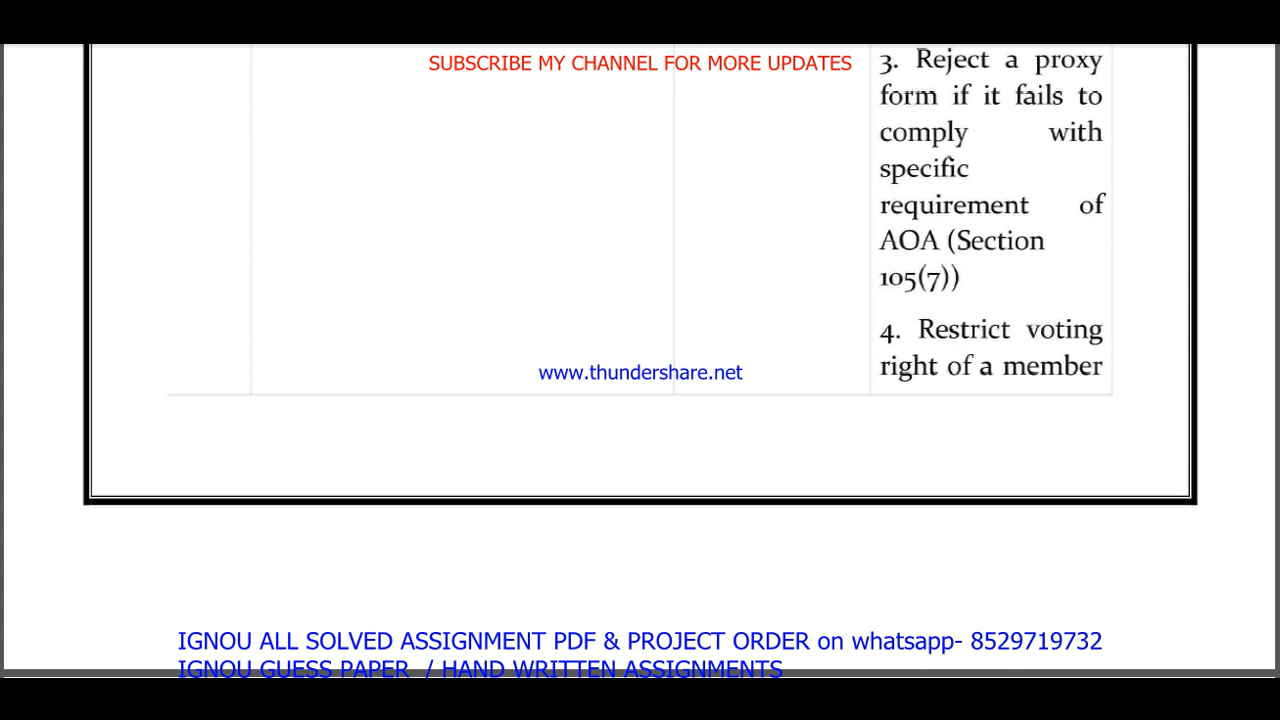 SUBSCRIBE MY CHANNEL FOR MORE UPDATES
3. Reject a proxy
form if it fails to
comply with
specific
requirement of
AOA (Section
105(7))
4. Restrict voting
right of a member
www.thundershare.net
IGNOU ALL SOLVED ASSIGNMENT PDF & PROJECT ORDER on whatsapp- 8529719732
IGNOU GUESS PAPER / HAND WRITTEN ASSIGNMENTS